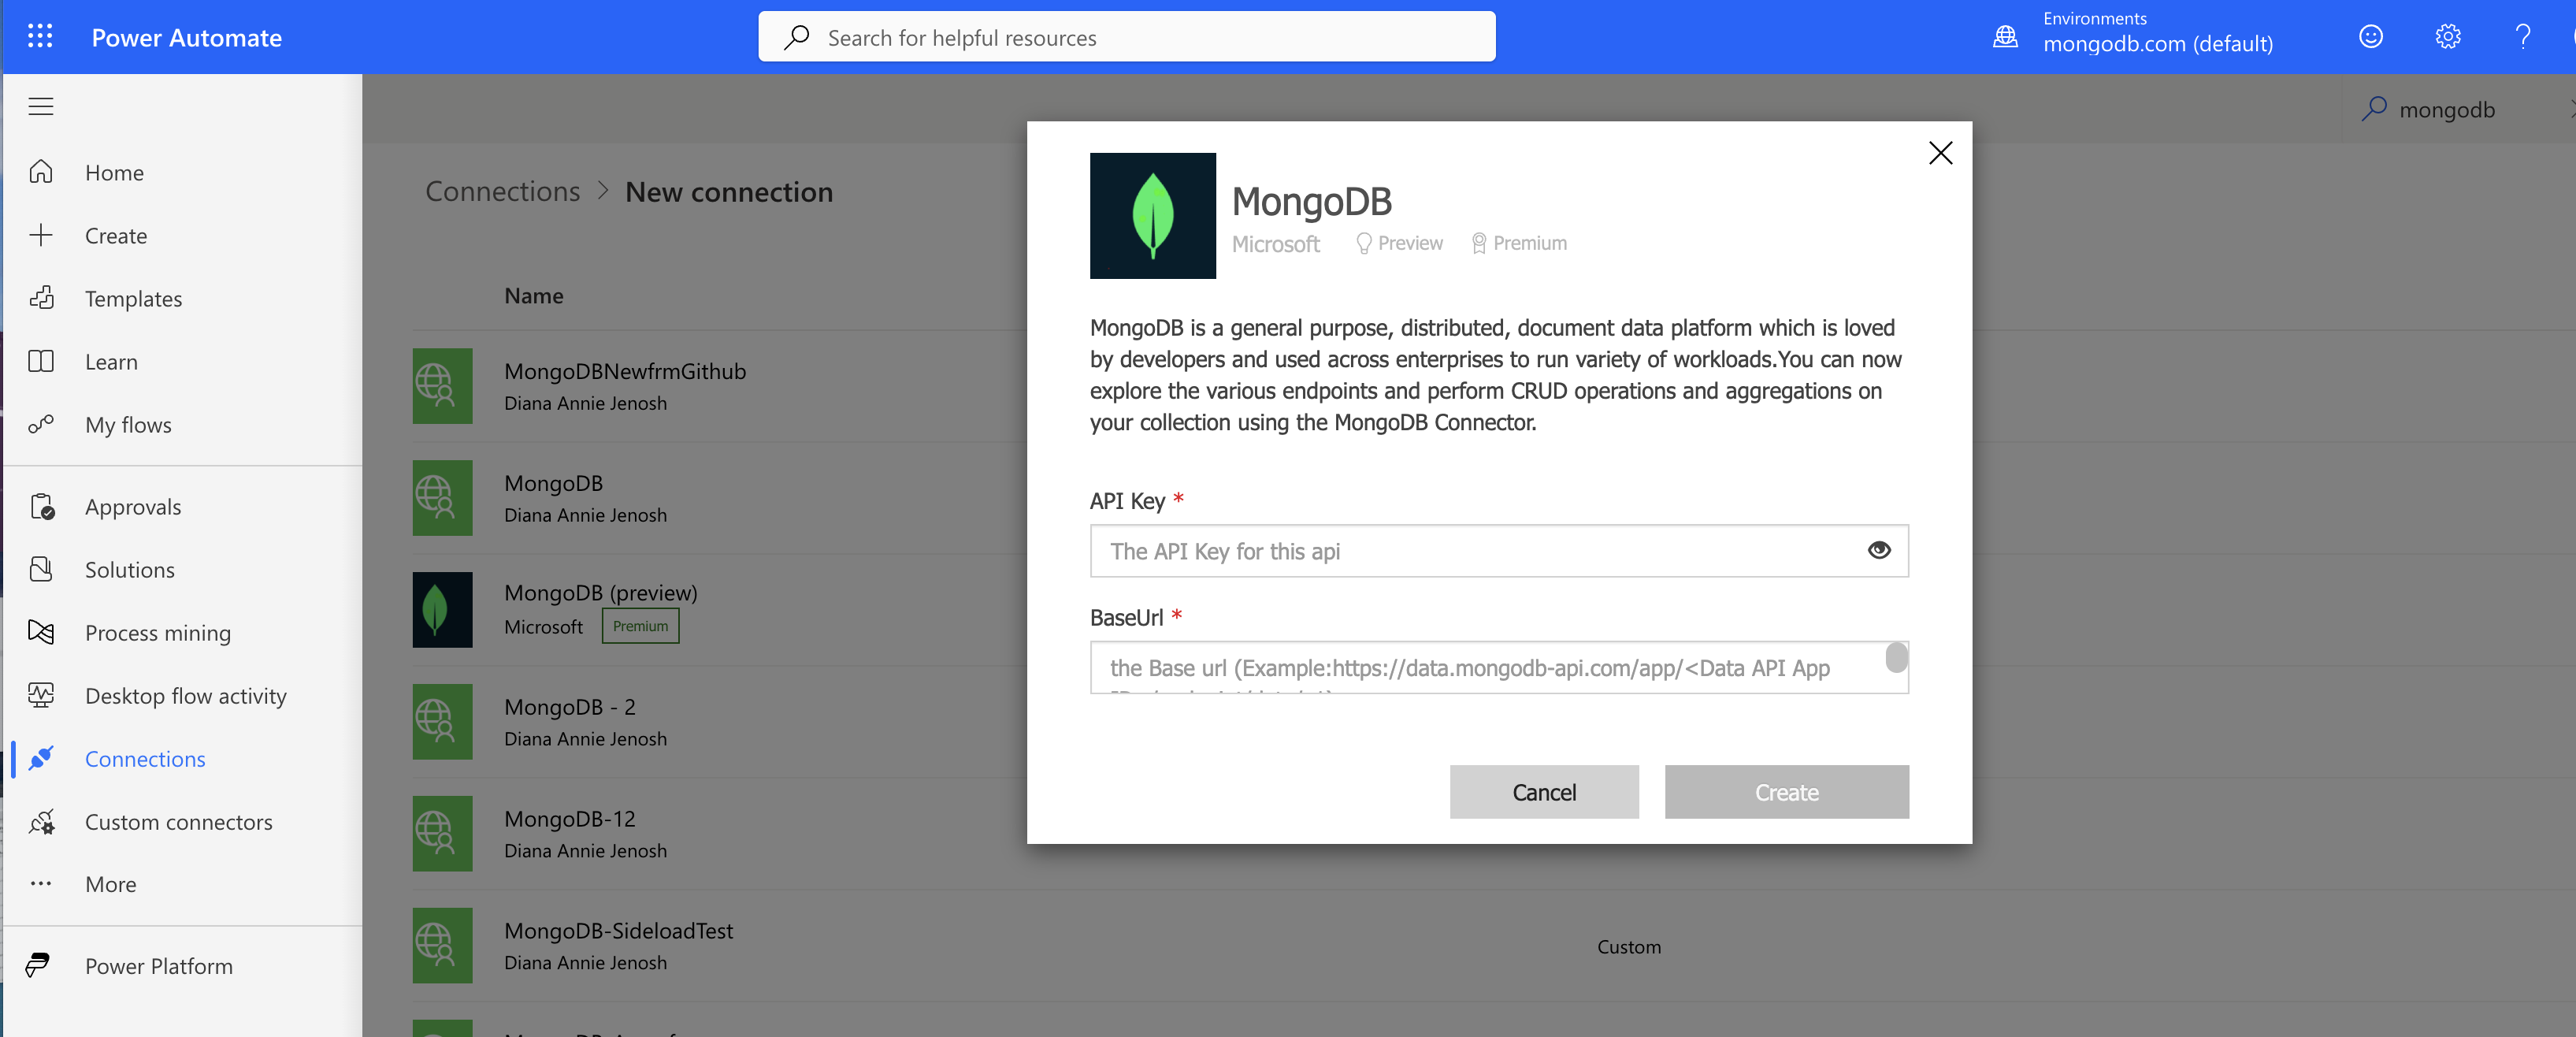 Power Automate
Search for helpful resources
Environments
mongodb.com (default)
mongodb
Home
Create
Templates
Learn
My flows
Approvals
Solutions
Process mining
Desktop flow activity
Connections
Custom connectors
More
Power Platform
Connections > New connection
Name
MongoDBNewfrmGithub
Diana Annie Jenosh
MongoDB
Diana Annie Jenosh
MongoDB (preview)
Microsoft Premium
MongoDB - 2
Diana Annie Jenosh
MongoDB-12
Diana Annie Jenosh
MongoDB-SideloadTest
Diana Annie Jenosh
Custom
MongoDB
Microsoft Preview Premium
MongoDB is a general purpose, distributed, document data platform which is loved
by developers and used across enterprises to run variety of workloads.You can now
explore the various endpoints and perform CRUD operations and aggregations on
your collection using the MongoDB Connector.
API Key *
The API Key for this api
BaseUrl *
the Base url (Example:https://data.mongodb-api.com/app/<Data API App
Cancel
Create